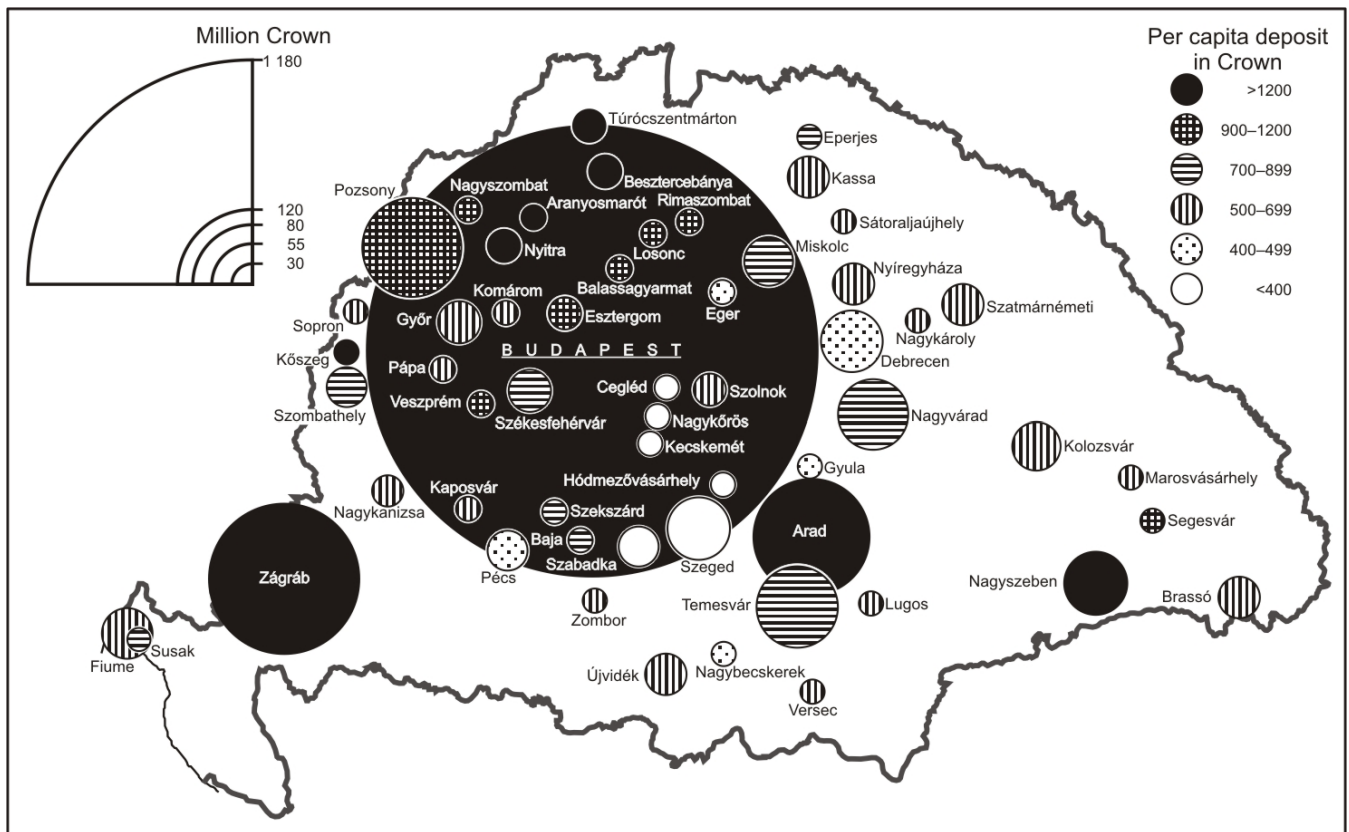 Million Crown
1 180
120
80
55
30
Per capita deposit
in Crown
>1200
900–1200
700–899
500–699
400–499
<400
Túrócszentmárton
Eperjes
Kassa
Besztercebánya
Pozsony
Nagyszombat
Aranyosmarót
Rimaszombat
Sátoraljaújhely
Nyitra
Losonc
Miskolc
Nyíregyháza
Balassagyarmat
Komárom
Szatmárnémeti
Sopron
Győr
Esztergom
Eger
Nagykároly
Kőszeg
BUDAPEST
Debrecen
Pápa
Cegléd
Szolnok
Szombathely
Veszprém
Székesfehérvár
Nagykőrös
Nagyvárad
Kecskemét
Kolozsvár
Gyula
Marosvásárhely
Hódmezővásárhely
Nagykanizsa
Kaposvár
Szekszárd
Segesvár
Arad
Baja
Szabadka
Szeged
Pécs
Zágráb
Nagyszeben
Brassó
Temesvár
Lugos
Zombor
Susak
Fiume
Újvidék
Nagybecskerek
Versec